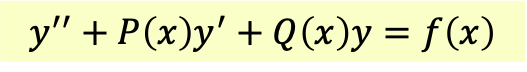 y'' + P(x)y' + Q(x)y = f(x)